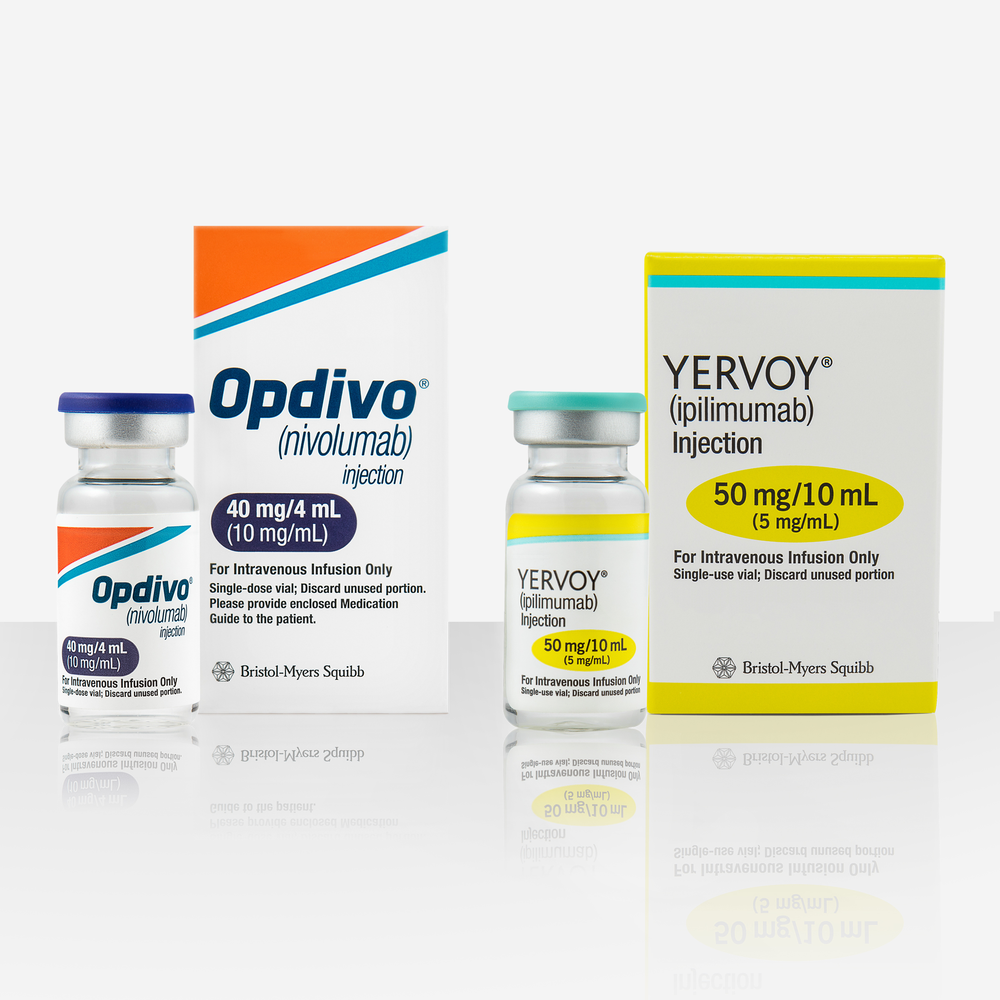 Opdivo®
(nivolumab)
injection
40 mg/4 mL
(10 mg/mL)
For Intravenous Infusion Only
Single-dose vial; Discard unused portion.
Please provide enclosed Medication
Guide to the patient.
Bristol-Myers Squibb
Opdivo®
(nivolumab)
injection
40 mg/4 mL
(10 mg/mL)
For Intravenous Infusion Only
Single-dose vial; Discard unused portion.
YERVOY®
(ipilimumab)
Injection
50 mg/10 mL
(5 mg/mL)
For Intravenous Infusion Only
Single-use vial; Discard unused portion
YERVOY®
(ipilimumab)
Injection
50 mg/10 mL
(5 mg/mL)
For Intravenous Infusion Only
Single-use vial; Discard unused portion
Bristol-Myers Squibb